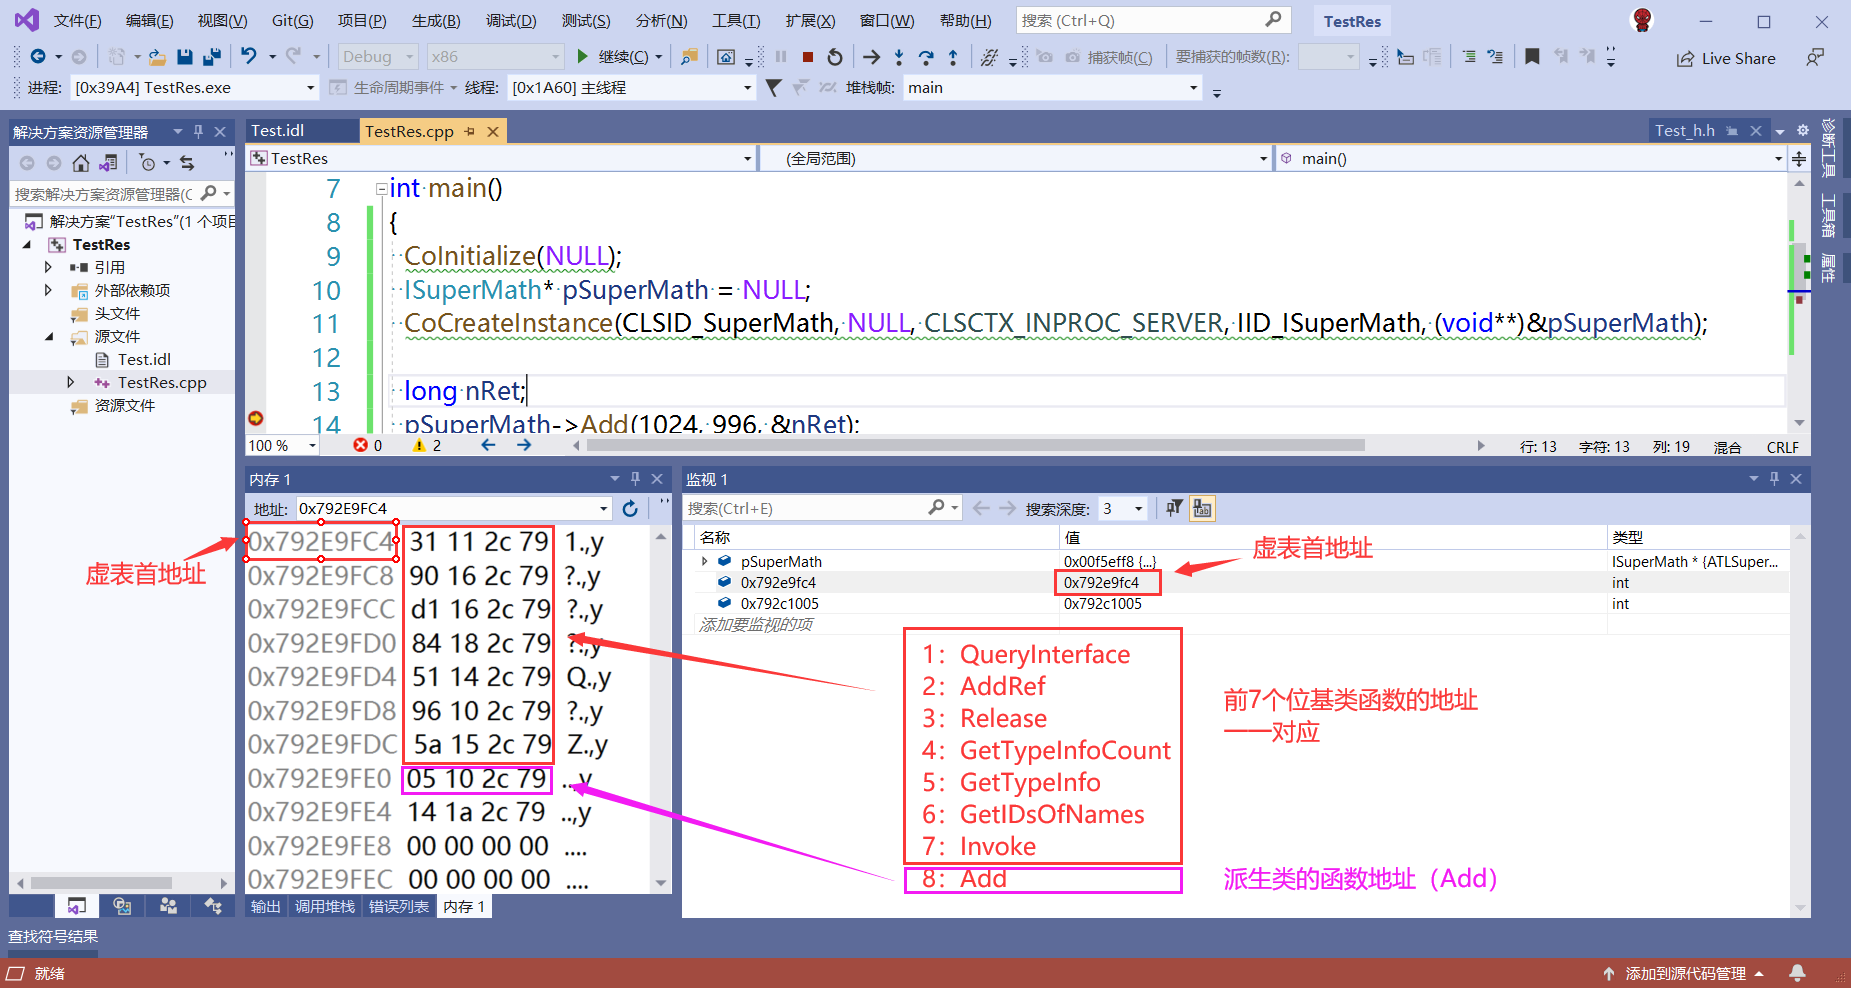 文件(F) 编辑(E) 视图(V) Git(G) 项目(P) 生成(B) 调试(D) 测试(S) 分析(N) 工具(T) 扩展(X) 窗口(W) 帮助(H) 搜索 (Ctrl+Q) TestRes
Debug x86 继续(C) 捕获帧(C) 要捕获的帧数(R): Live Share
进程: [0x39A4] TestRes.exe 生命周期事件 线程: [0x1A60] 主线程 堆栈帧: main
解决方案资源管理器
搜索解决方案资源管理器(C
解决方案"TestRes"(1 个项目
TestRes
引用
外部依赖项
头文件
源文件
Test.idl
TestRes.cpp
资源文件
Test.idl TestRes.cpp Test_h.h
TestRes (全局范围) main()
7 int main()
8 {
9 CoInitialize(NULL);
10 ISuperMath* pSuperMath = NULL;
11 CoCreateInstance(CLSID_SuperMath, NULL, CLSCTX_INPROC_SERVER, IID_ISuperMath, (void**)&pSuperMath);
12
13 long nRet;
14 pSuperMath->Add(1024, 996, &nRet);
100 % 0 2 行: 13 字符: 13 列: 19 混合 CRLF
诊断工具
工具箱
属性
内存 1
地址: 0x792E9FC4
0x792E9FC4 31 11 2c 79 1.,y
0x792E9FC8 90 16 2c 79 ?.,y
0x792E9FCC d1 16 2c 79 ?.,y
0x792E9FD0 84 18 2c 79 ?.,y
0x792E9FD4 51 14 2c 79 Q.,y
0x792E9FD8 96 10 2c 79 ?.,y
0x792E9FDC 5a 15 2c 79 Z.,y
0x792E9FE0 05 10 2c 79 ..,y
0x792E9FE4 14 1a 2c 79 ..,y
0x792E9FE8 00 00 00 00 ....
0x792E9FEC 00 00 00 00 ....
虚表首地址
输出 调用堆栈 错误列表 内存 1
监视 1
搜索(Ctrl+E) 搜索深度: 3
名称 值 类型
pSuperMath 0x00f5eff8 {...} ISuperMath * {ATLSuper...
0x792e9fc4 0x792e9fc4 int
0x792c1005 0x792c1005 int
添加要监视的项
虚表首地址
1：QueryInterface
2：AddRef
3：Release
4：GetTypeInfoCount
5：GetTypeInfo
6：GetIDsOfNames
7：Invoke
8：Add
前7个位基类函数的地址
一一对应
派生类的函数地址（Add）
查找符号结果
就绪 添加到源代码管理